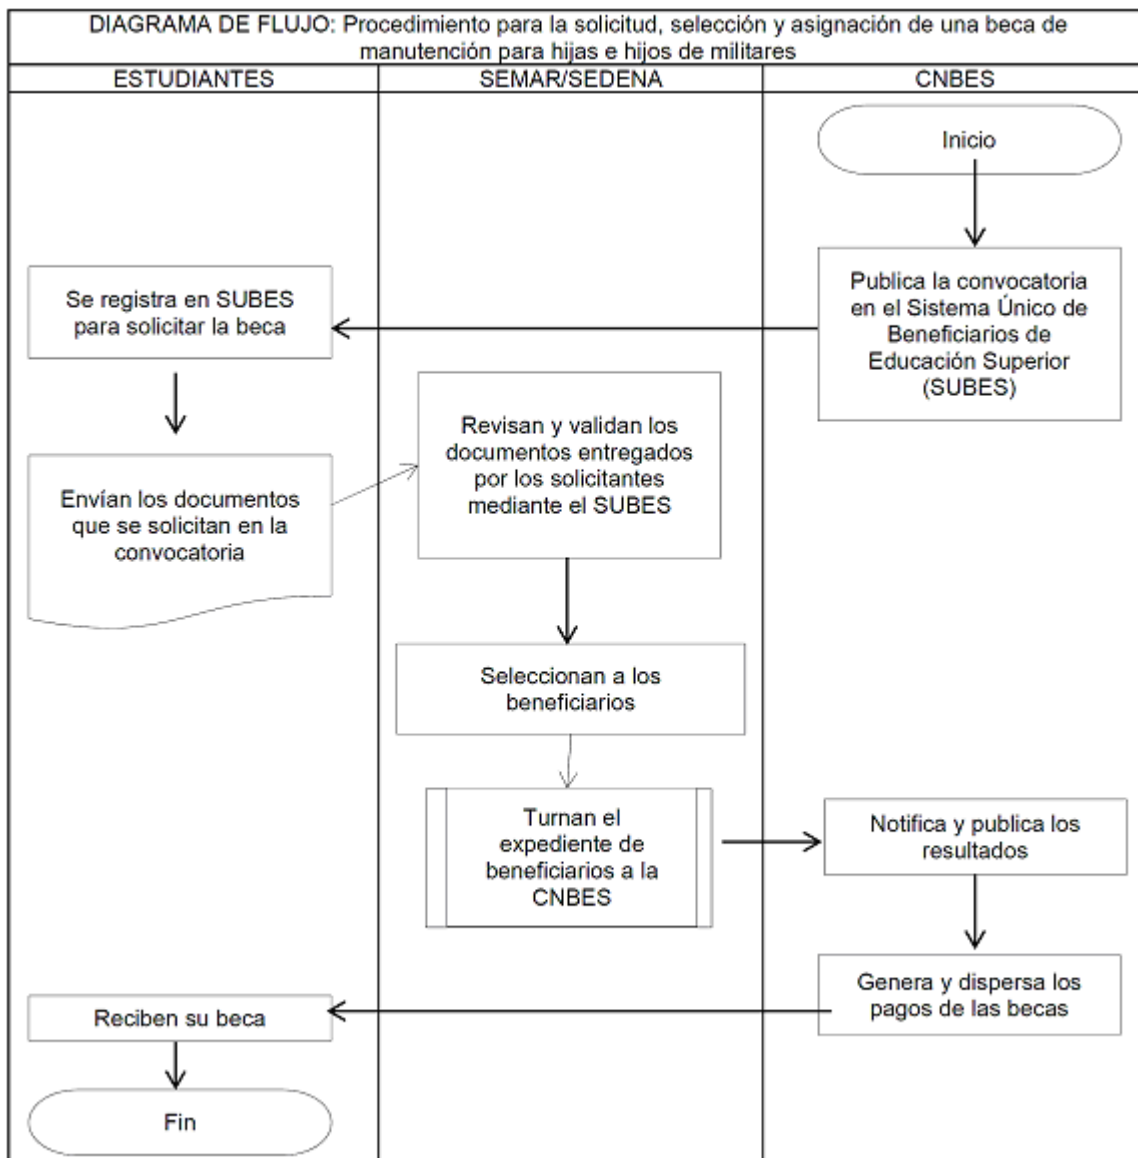 DIAGRAMA DE FLUJO: Procedimiento para la solicitud, selección y asignación de una beca de
manutención para hijas e hijos de militares
ESTUDIANTES
SEMAR/SEDENA
CNBES
Inicio
Publica la convocatoria
en el Sistema Único de
Beneficiarios de
Educación Superior
(SUBES)
Se registra en SUBES
para solicitar la beca
Envían los documentos
que se solicitan en la
convocatoria
Revisan y validan los
documentos entregados
por los solicitantes
mediante el SUBES
Seleccionan a los
beneficiarios
Turnan el
expediente de
beneficiarios a la
CNBES
Notifica y publica los
resultados
Genera y dispersa los
pagos de las becas
Reciben su beca
Fin